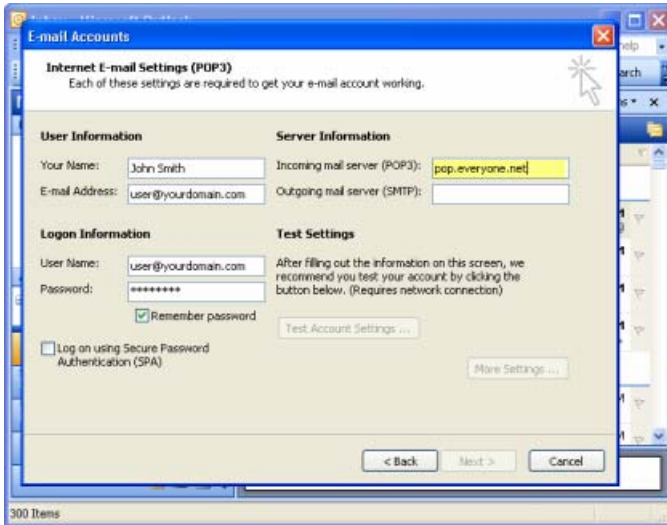 E-mail Accounts
Internet E-mail Settings (POP3)
Each of these settings are required to get your e-mail account working.
User Information
Server Information
Your Name: John Smith
Incoming mail server (POP3): pop.everyone.net
E-mail Address: user@yourdomain.com
Outgoing mail server (SMTP):
Logon Information
Test Settings
User Name: user@yourdomain.com
Password: ********
After filling out the information on this screen, we
recommend you test your account by clicking the
button below. (Requires network connection)
Remember password
Test Account Settings ...
Log on using Secure Password
Authentication (SPA)
More Settings ...
< Back
Next >
Cancel
300 Items